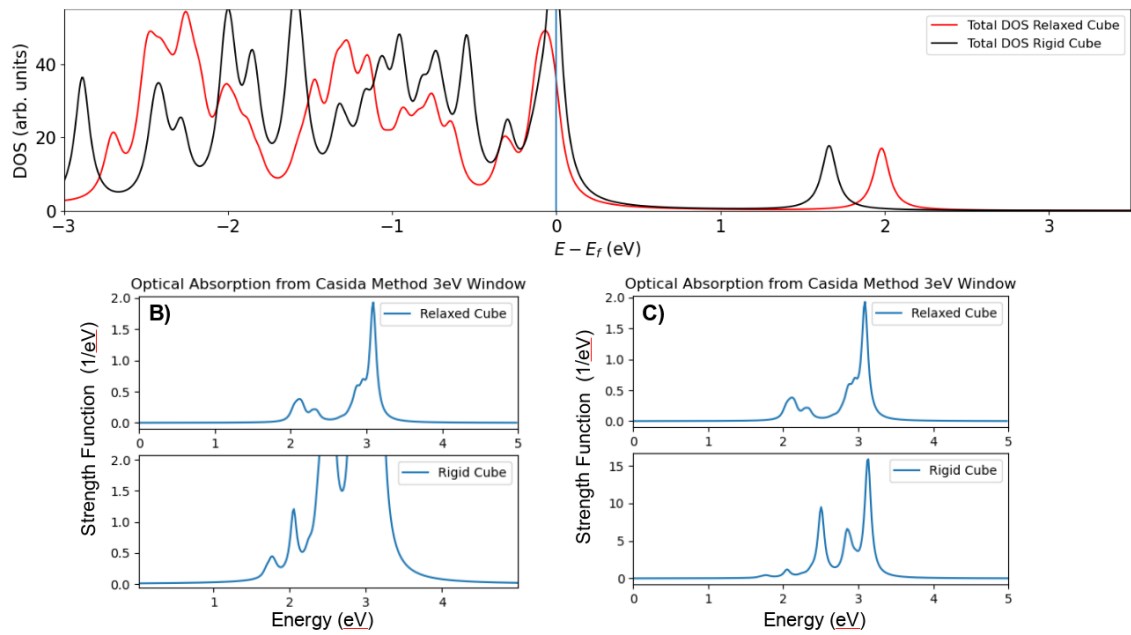 Total DOS Relaxed Cube
Total DOS Rigid Cube
DOS (arb. units)
40
20
0
−3
−2
−1
0
1
2
3
E − E_f (eV)
Optical Absorption from Casida Method 3eV Window
B)
Relaxed Cube
2.0
1.5
1.0
0.5
0.0
0 1 2 3 4 5
Rigid Cube
2.0
1.5
1.0
0.5
0.0
1 2 3 4
Strength Function (1/eV)
Energy (eV)
Optical Absorption from Casida Method 3eV Window
C)
Relaxed Cube
2.0
1.5
1.0
0.5
0.0
0 1 2 3 4 5
Rigid Cube
15
10
5
0
0 1 2 3 4 5
Strength Function (1/eV)
Energy (eV)